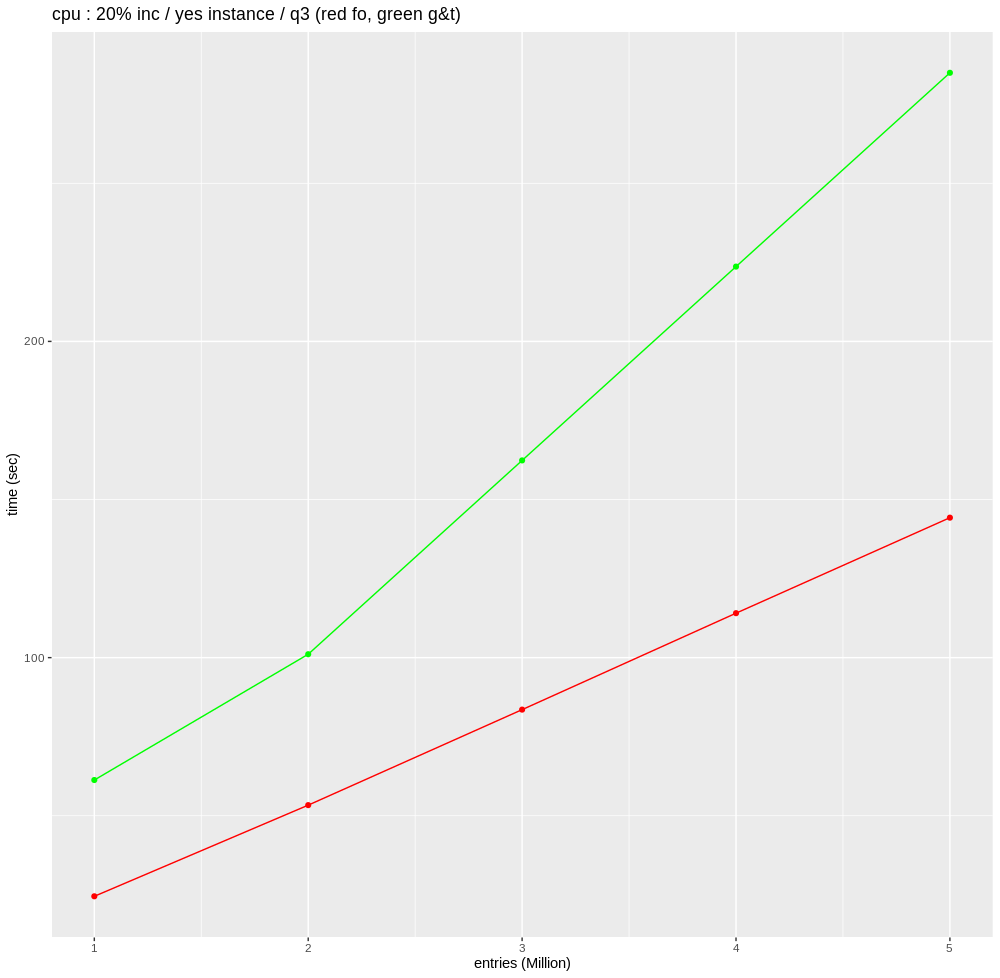 cpu : 20% inc / yes instance / q3 (red fo, green g&t)
200
100
time (sec)
1 2 3 4 5
entries (Million)